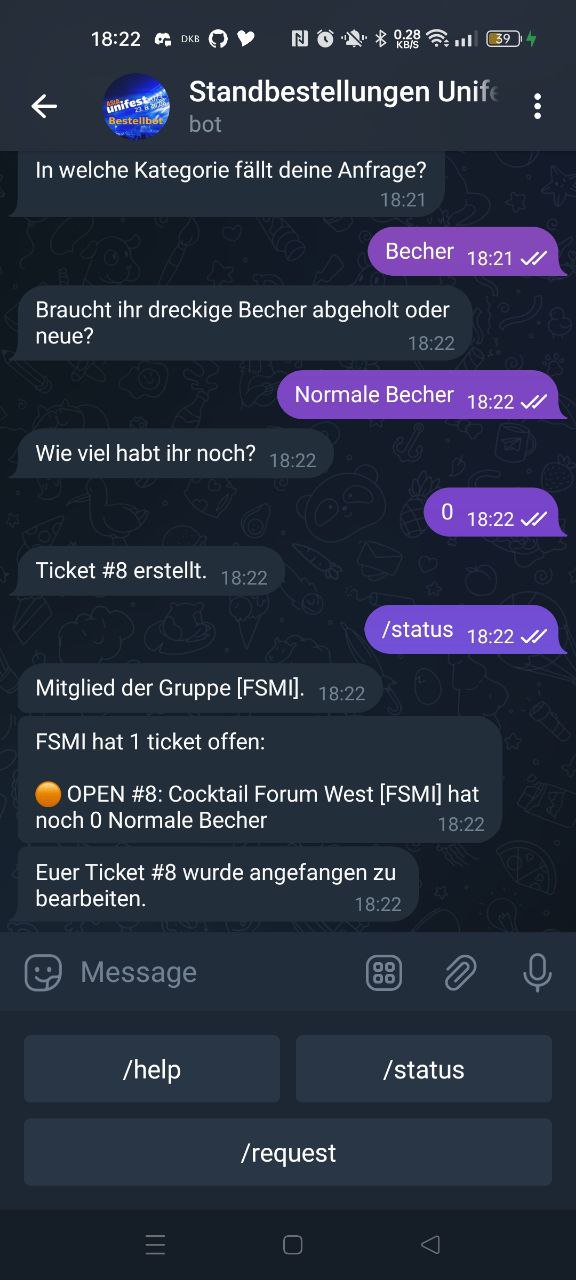 18:22 DKB 0.28 KB/S 39
Standbestellungen Unife
bot
unifest
Bestellbot
In welche Kategorie fällt deine Anfrage?
18:21
Becher 18:21
Braucht ihr dreckige Becher abgeholt oder
neue?
18:22
Normale Becher 18:22
Wie viel habt ihr noch? 18:22
0 18:22
Ticket #8 erstellt. 18:22
/status 18:22
Mitglied der Gruppe [FSMI]. 18:22
FSMI hat 1 ticket offen:
🟠 OPEN #8: Cocktail Forum West [FSMI] hat
noch 0 Normale Becher
18:22
Euer Ticket #8 wurde angefangen zu
bearbeiten.
18:22
Message
/help
/status
/request